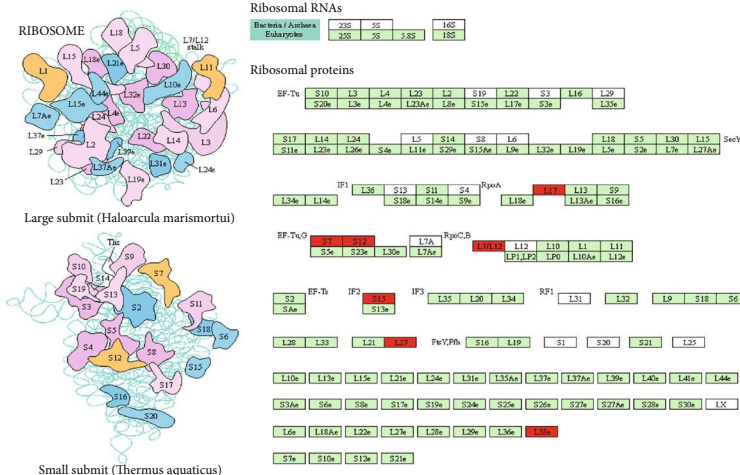 RIBOSOME
L18
L7/L12
stalk
L5
L15
L18e
L21e
L30
L1
L11
L10e
L44e
L15e
L32e
L13
L6
L7Ae
L24
L4e
L37e
L2
L22
L14
L3
L29
L39e
L24e
L23
L37Ae
L31e
L19e
Large submit (Haloarcula marismortui)
Thx
S9
S10
S14
S7
S19
S13
S3
S2
S11
S5
S18
S6
S4
S8
S12
S15
S17
S16
S20
Small submit (Thermus aquaticus)
Ribosomal RNAs
Bacteria / Archaea 23S 5S 16S
Eukaryotes 25S 5S 5.8S 18S
Ribosomal proteins
EF-Tu S10 L3 L4 L23 L2 S19 L22 S3 L16 L29
S20e L3e L4e L23Ae L8e S15e L17e S3e L35e
S17 L14 L24 L5 S14 S8 L6 L18 S5 L30 L15 SecY
S11e L23e L26e S4e L11e S29e S15Ae L9e L32e L19e L5e S2e L7e L27Ae
IF1 L36 S13 S11 S4 RpoA L17 L13 S9
L34e L14e S18e S14e S9e L18e L13Ae S16e
EF-Tu,G S7 S12 L7A RpoC,B L7/L12 L12 L10 L1 L11
S5e S23e L30e L7Ae LP1,LP2 LP0 L10Ae L12e
S2 EF-Ts IF2 S15 IF3 L35 L20 L34 RF1 L31 L32 L9 S18 S6
SAe S13e
L28 L33 L21 L27 FtsY,Ffh S16 L19 S1 S20 S21 L25
L10e L13e L15e L21e L24e L31e L35Ae L37e L37Ae L39e L40e L41e L44e
S3Ae S6e S8e S17e S19e S24e S25e S26e S27e S27Ae S28e S30e LX
L6e L18Ae L22e L27e L28e L29e L36e L38e
S7e S10e S12e S21e